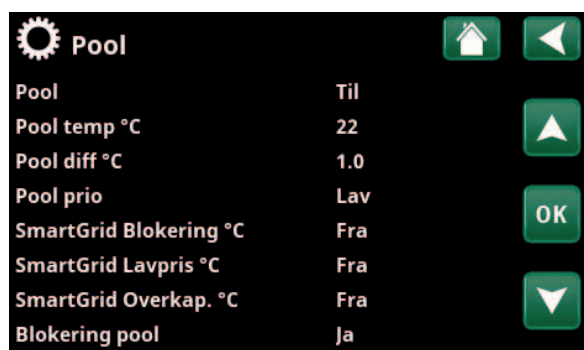 Pool
Pool Til
Pool temp °C 22
Pool diff °C 1.0
Pool prio Lav
OK
SmartGrid Blokering °C Fra
SmartGrid Lavpris °C Fra
SmartGrid Overkap. °C Fra
Blokering pool Ja